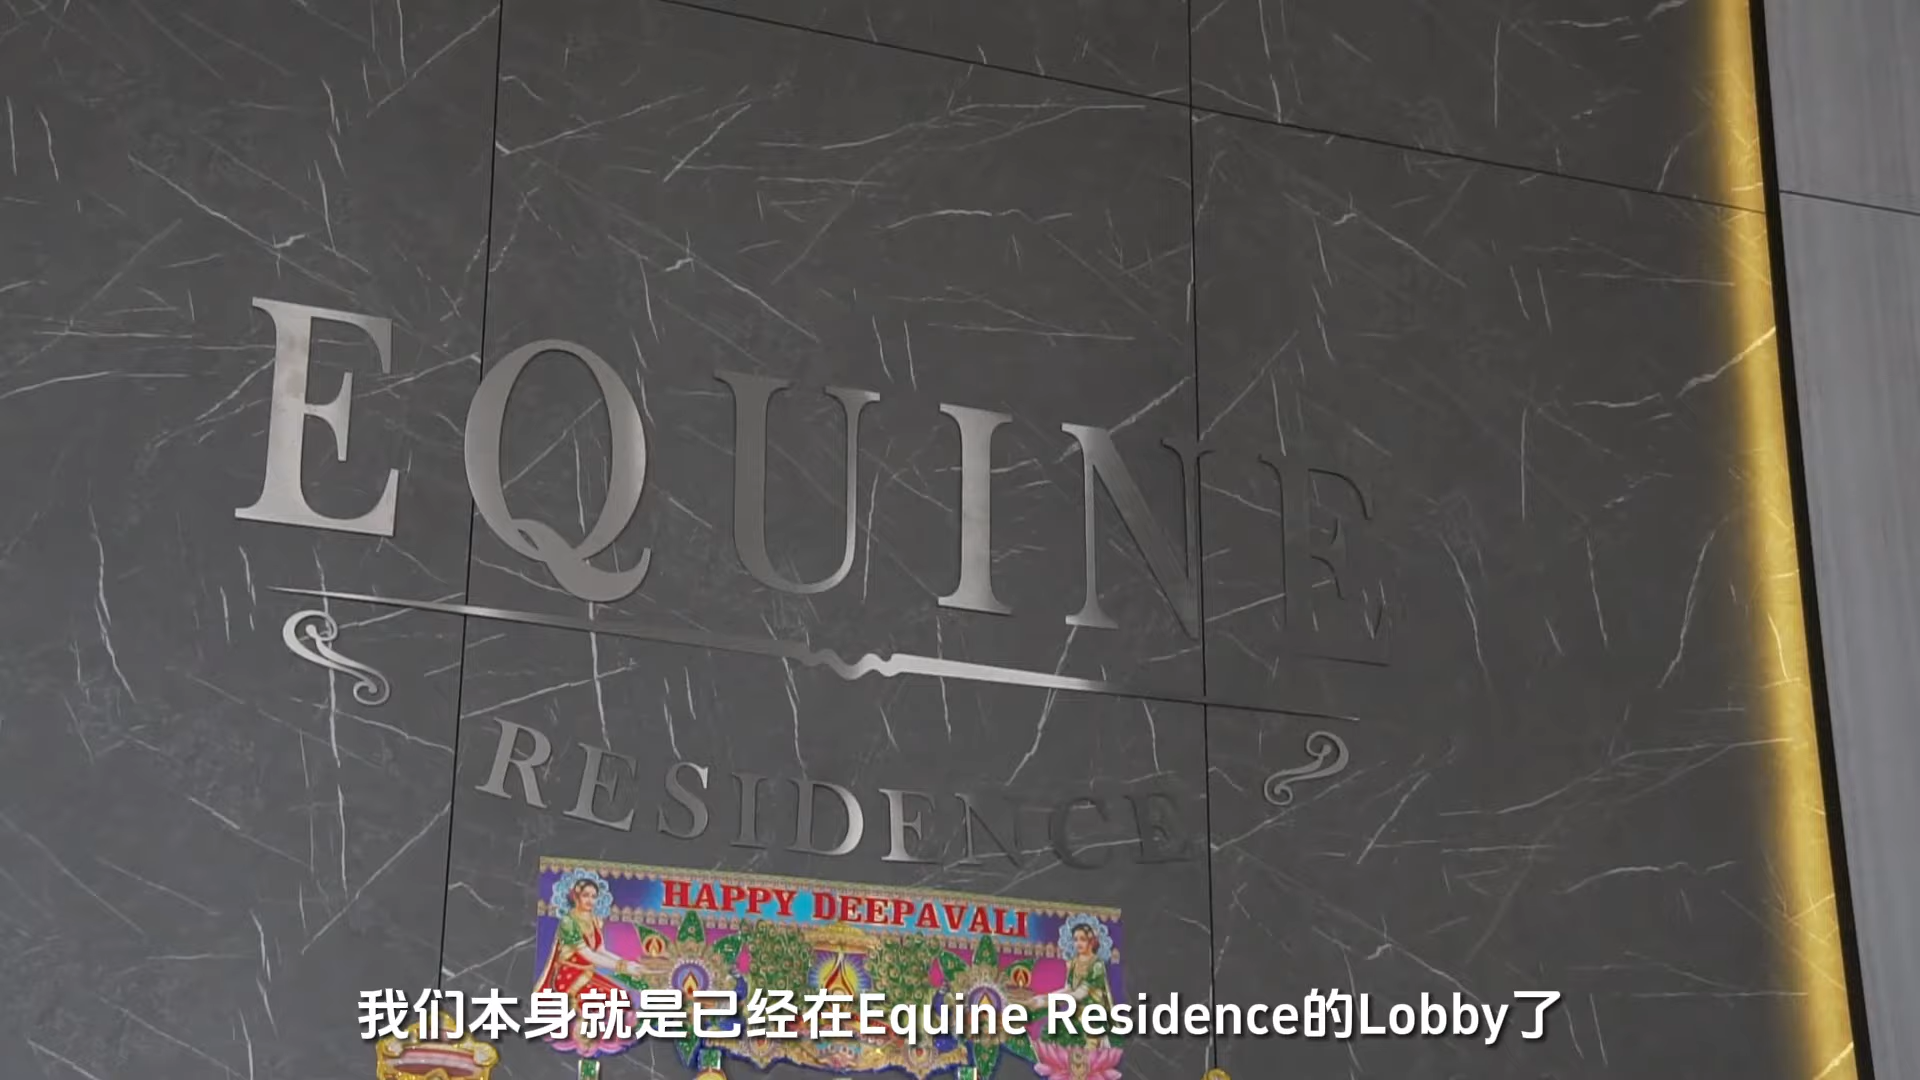 EQUINE
RESIDENCE
HAPPY DEEPAVALI
我们本身就是已经在Equine Residence的Lobby了